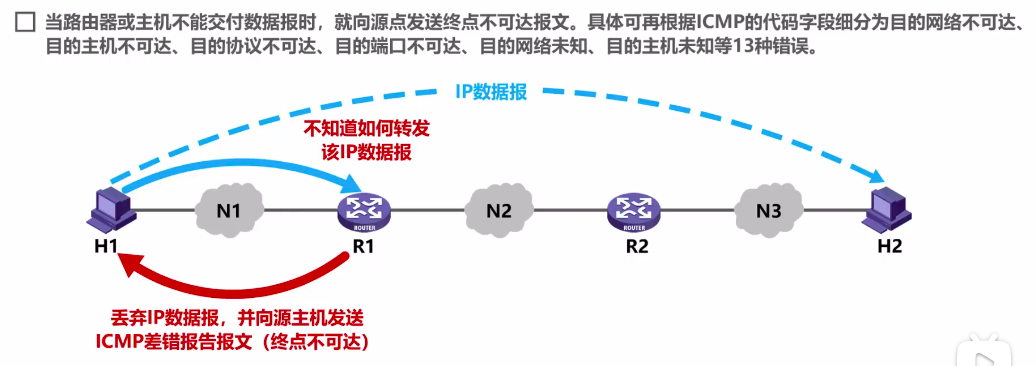 当路由器或主机不能交付数据报时，就向源点发送终点不可达报文。具体可再根据ICMP的代码字段细分为目的网络不可达、
目的主机不可达、目的协议不可达、目的端口不可达、目的网络未知、目的主机未知等13种错误。
IP数据报
不知道如何转发
该IP数据报
N1
N2
N3
ROUTER
ROUTER
H1
R1
R2
H2
丢弃IP数据报，并向源主机发送
ICMP差错报告报文（终点不可达）